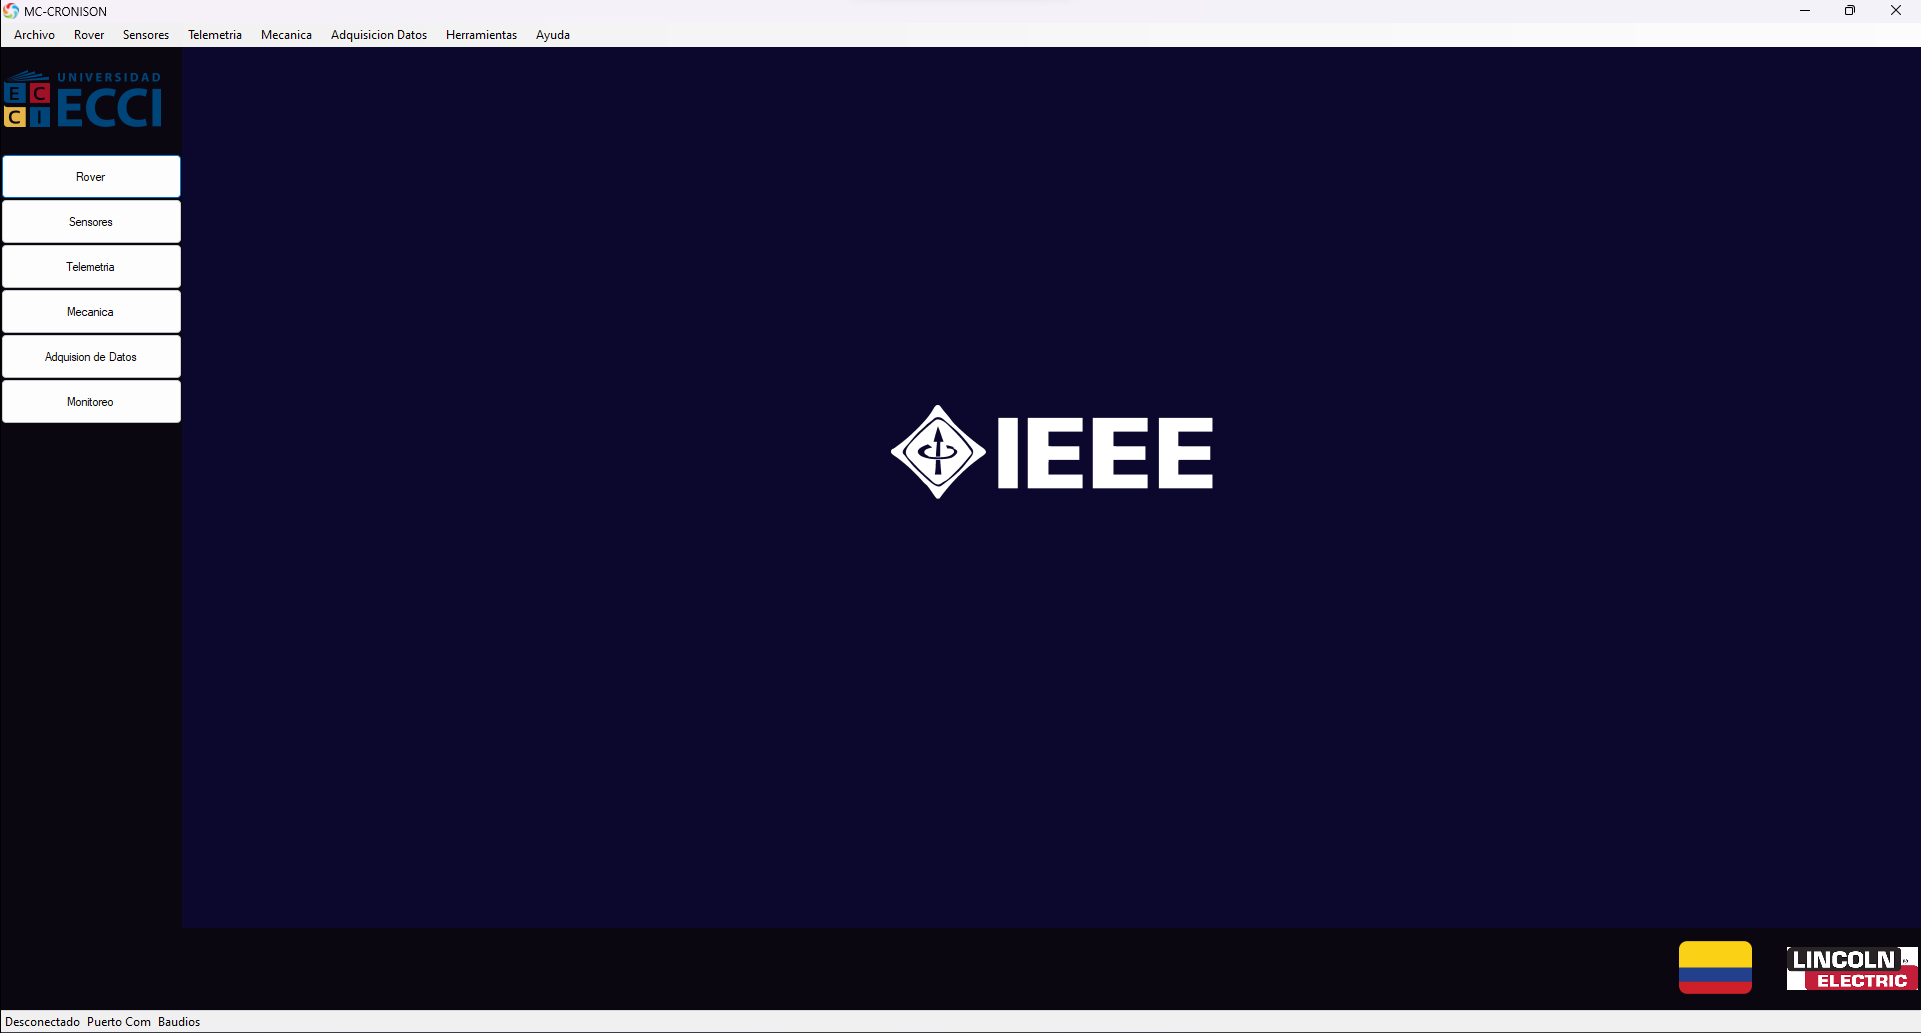 MC-CRONISON
Archivo Rover Sensores Telemetria Mecanica Adquisicion Datos Herramientas Ayuda
UNIVERSIDAD
E C ECCI
C I
Rover
Sensores
Telemetria
Mecanica
Adquision de Datos
Monitoreo
IEEE
LINCOLN ®
ELECTRIC
Desconectado Puerto Com Baudios